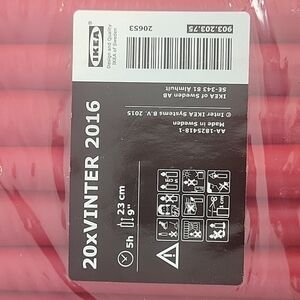 IKEA
Design and Quality
IKEA of Sweden
20653
903.203.75
20xVINTER 2016
5h
23 cm
9"
AA-1825418-1
Made in Sweden
© Inter IKEA Systems B.V. 2015
SE-343 81 Älmhult
IKEA of Sweden AB